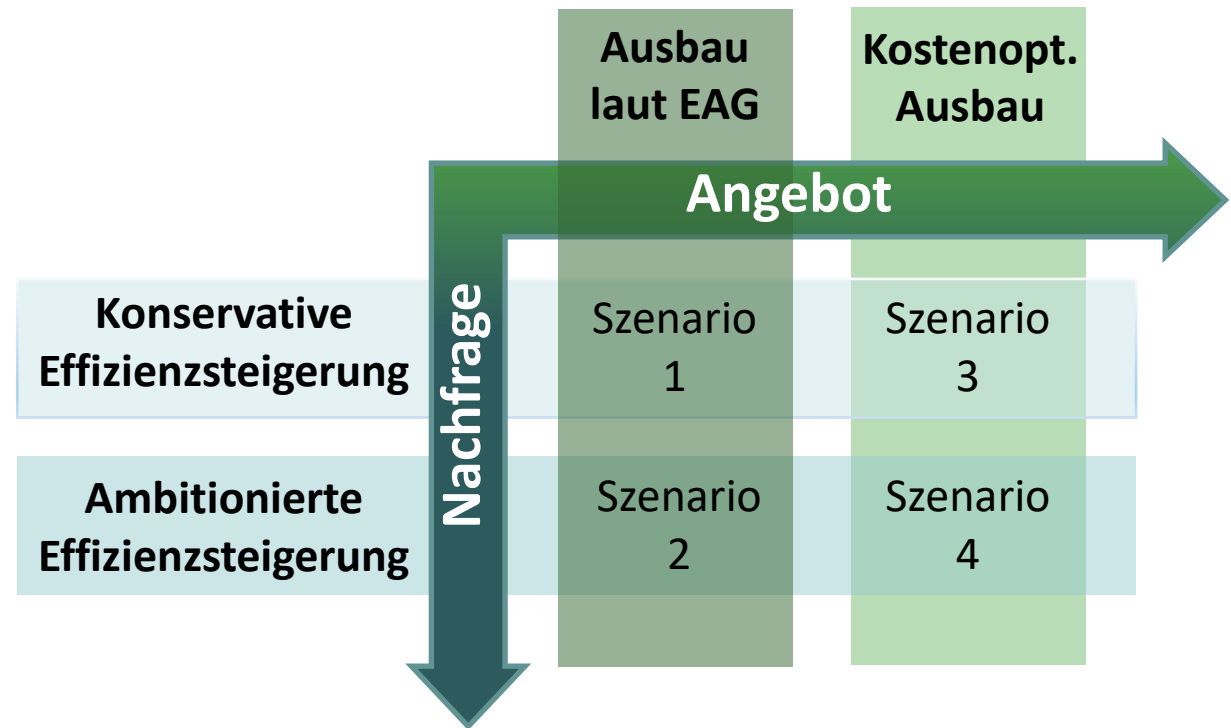 Ausbau
laut EAG
Kostenopt.
Ausbau
Angebot
Nachfrage
Konservative
Effizienzsteigerung
Szenario
1
Szenario
3
Ambitionierte
Effizienzsteigerung
Szenario
2
Szenario
4